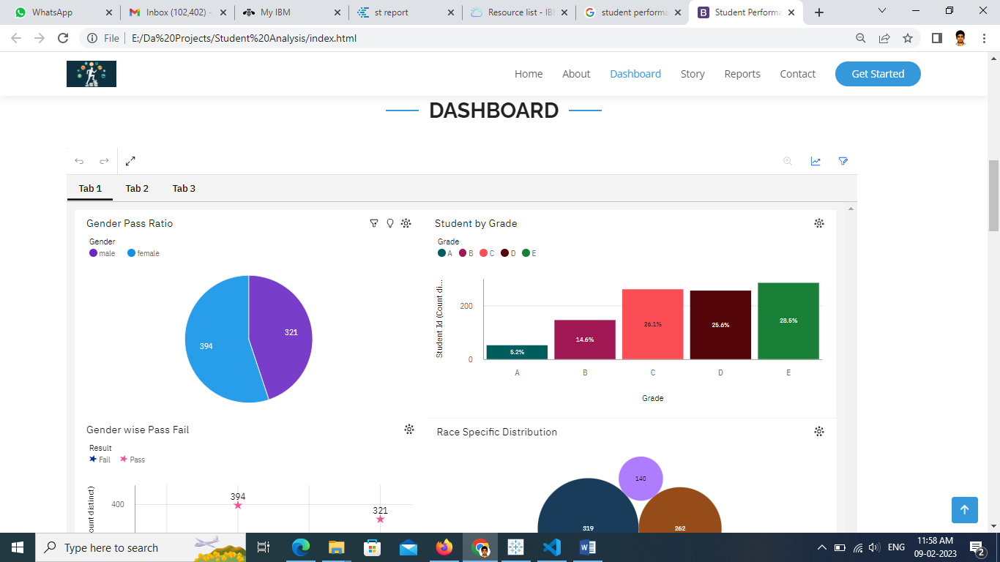 WhatsApp
Inbox (102,402) -
My IBM
st report
Resource list - IB
student performa
Student Performa
File
E:/Da%20Projects/Student%20Analysis/index.html
Home
About
Dashboard
Story
Reports
Contact
Get Started
DASHBOARD
Tab 1
Tab 2
Tab 3
Gender Pass Ratio
Gender
male
female
394
321
Student by Grade
Grade
A
B
C
D
E
Student Id (Count di...
200
0
5.2%
14.6%
26.1%
25.6%
28.5%
A
B
C
D
E
Grade
Gender wise Pass Fail
Result
Fail
Pass
ount distinct)
400
394
321
Race Specific Distribution
140
319
262
Type here to search
ENG
11:58 AM
09-02-2023
2